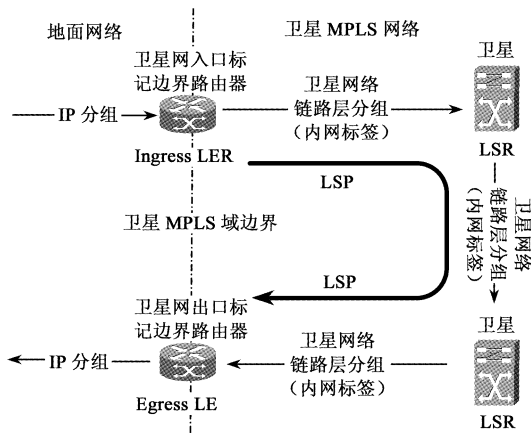 地面网络
卫星 MPLS 网络
卫星网入口标
记边界路由器
IP 分组
Ingress LER
卫星网络
链路层分组
（内网标签）
卫星
LSR
LSP
卫星网络
链路层分组
（内网标签）
卫星 MPLS 域边界
LSP
卫星网出口标
记边界路由器
IP 分组
Egress LE
卫星网络
链路层分组
（内网标签）
卫星
LSR